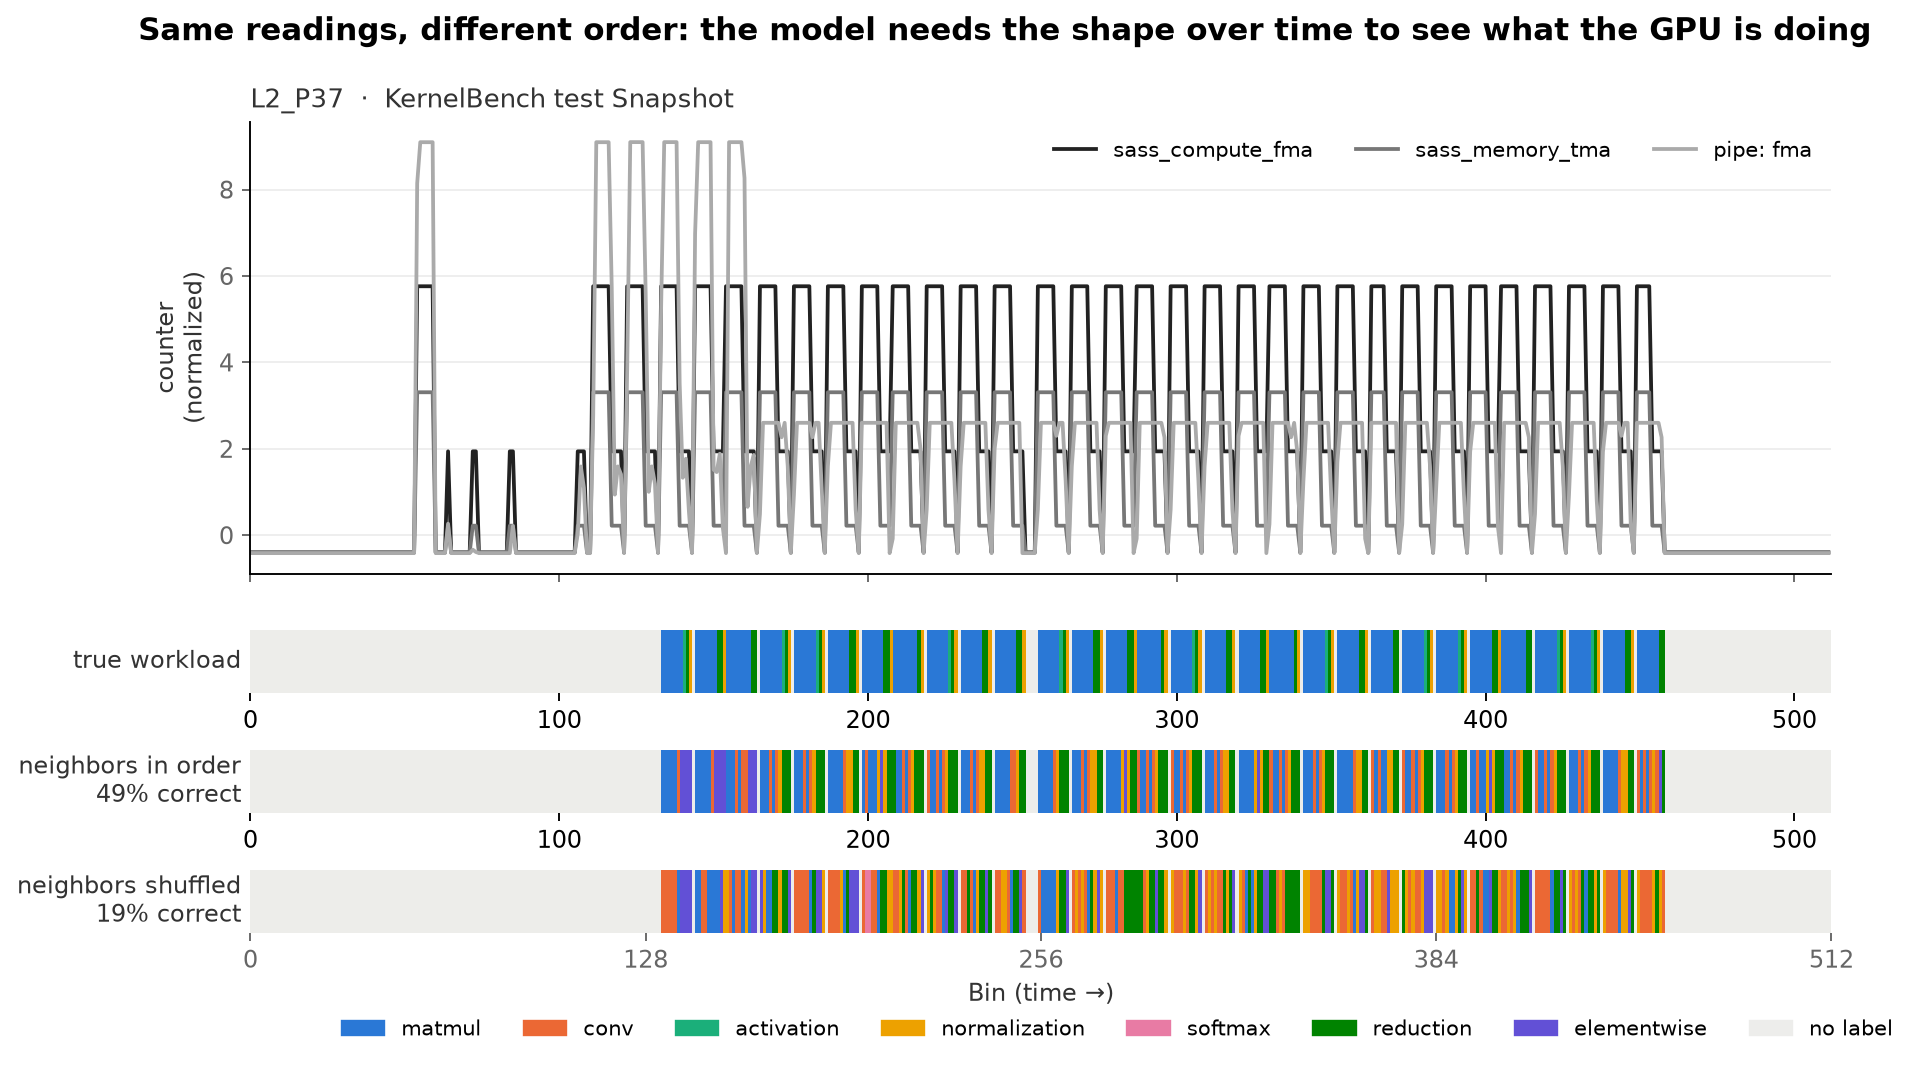 Same readings, different order: the model needs the shape over time to see what the GPU is doing
L2_P37 · KernelBench test Snapshot
sass_compute_fma
sass_memory_tma
pipe: fma
counter
(normalized)
8
6
4
2
0
true workload
0 100 200 300 400 500
neighbors in order
49% correct
0 100 200 300 400 500
neighbors shuffled
19% correct
0 128 256 384 512
Bin (time →)
matmul conv activation normalization softmax reduction elementwise no label